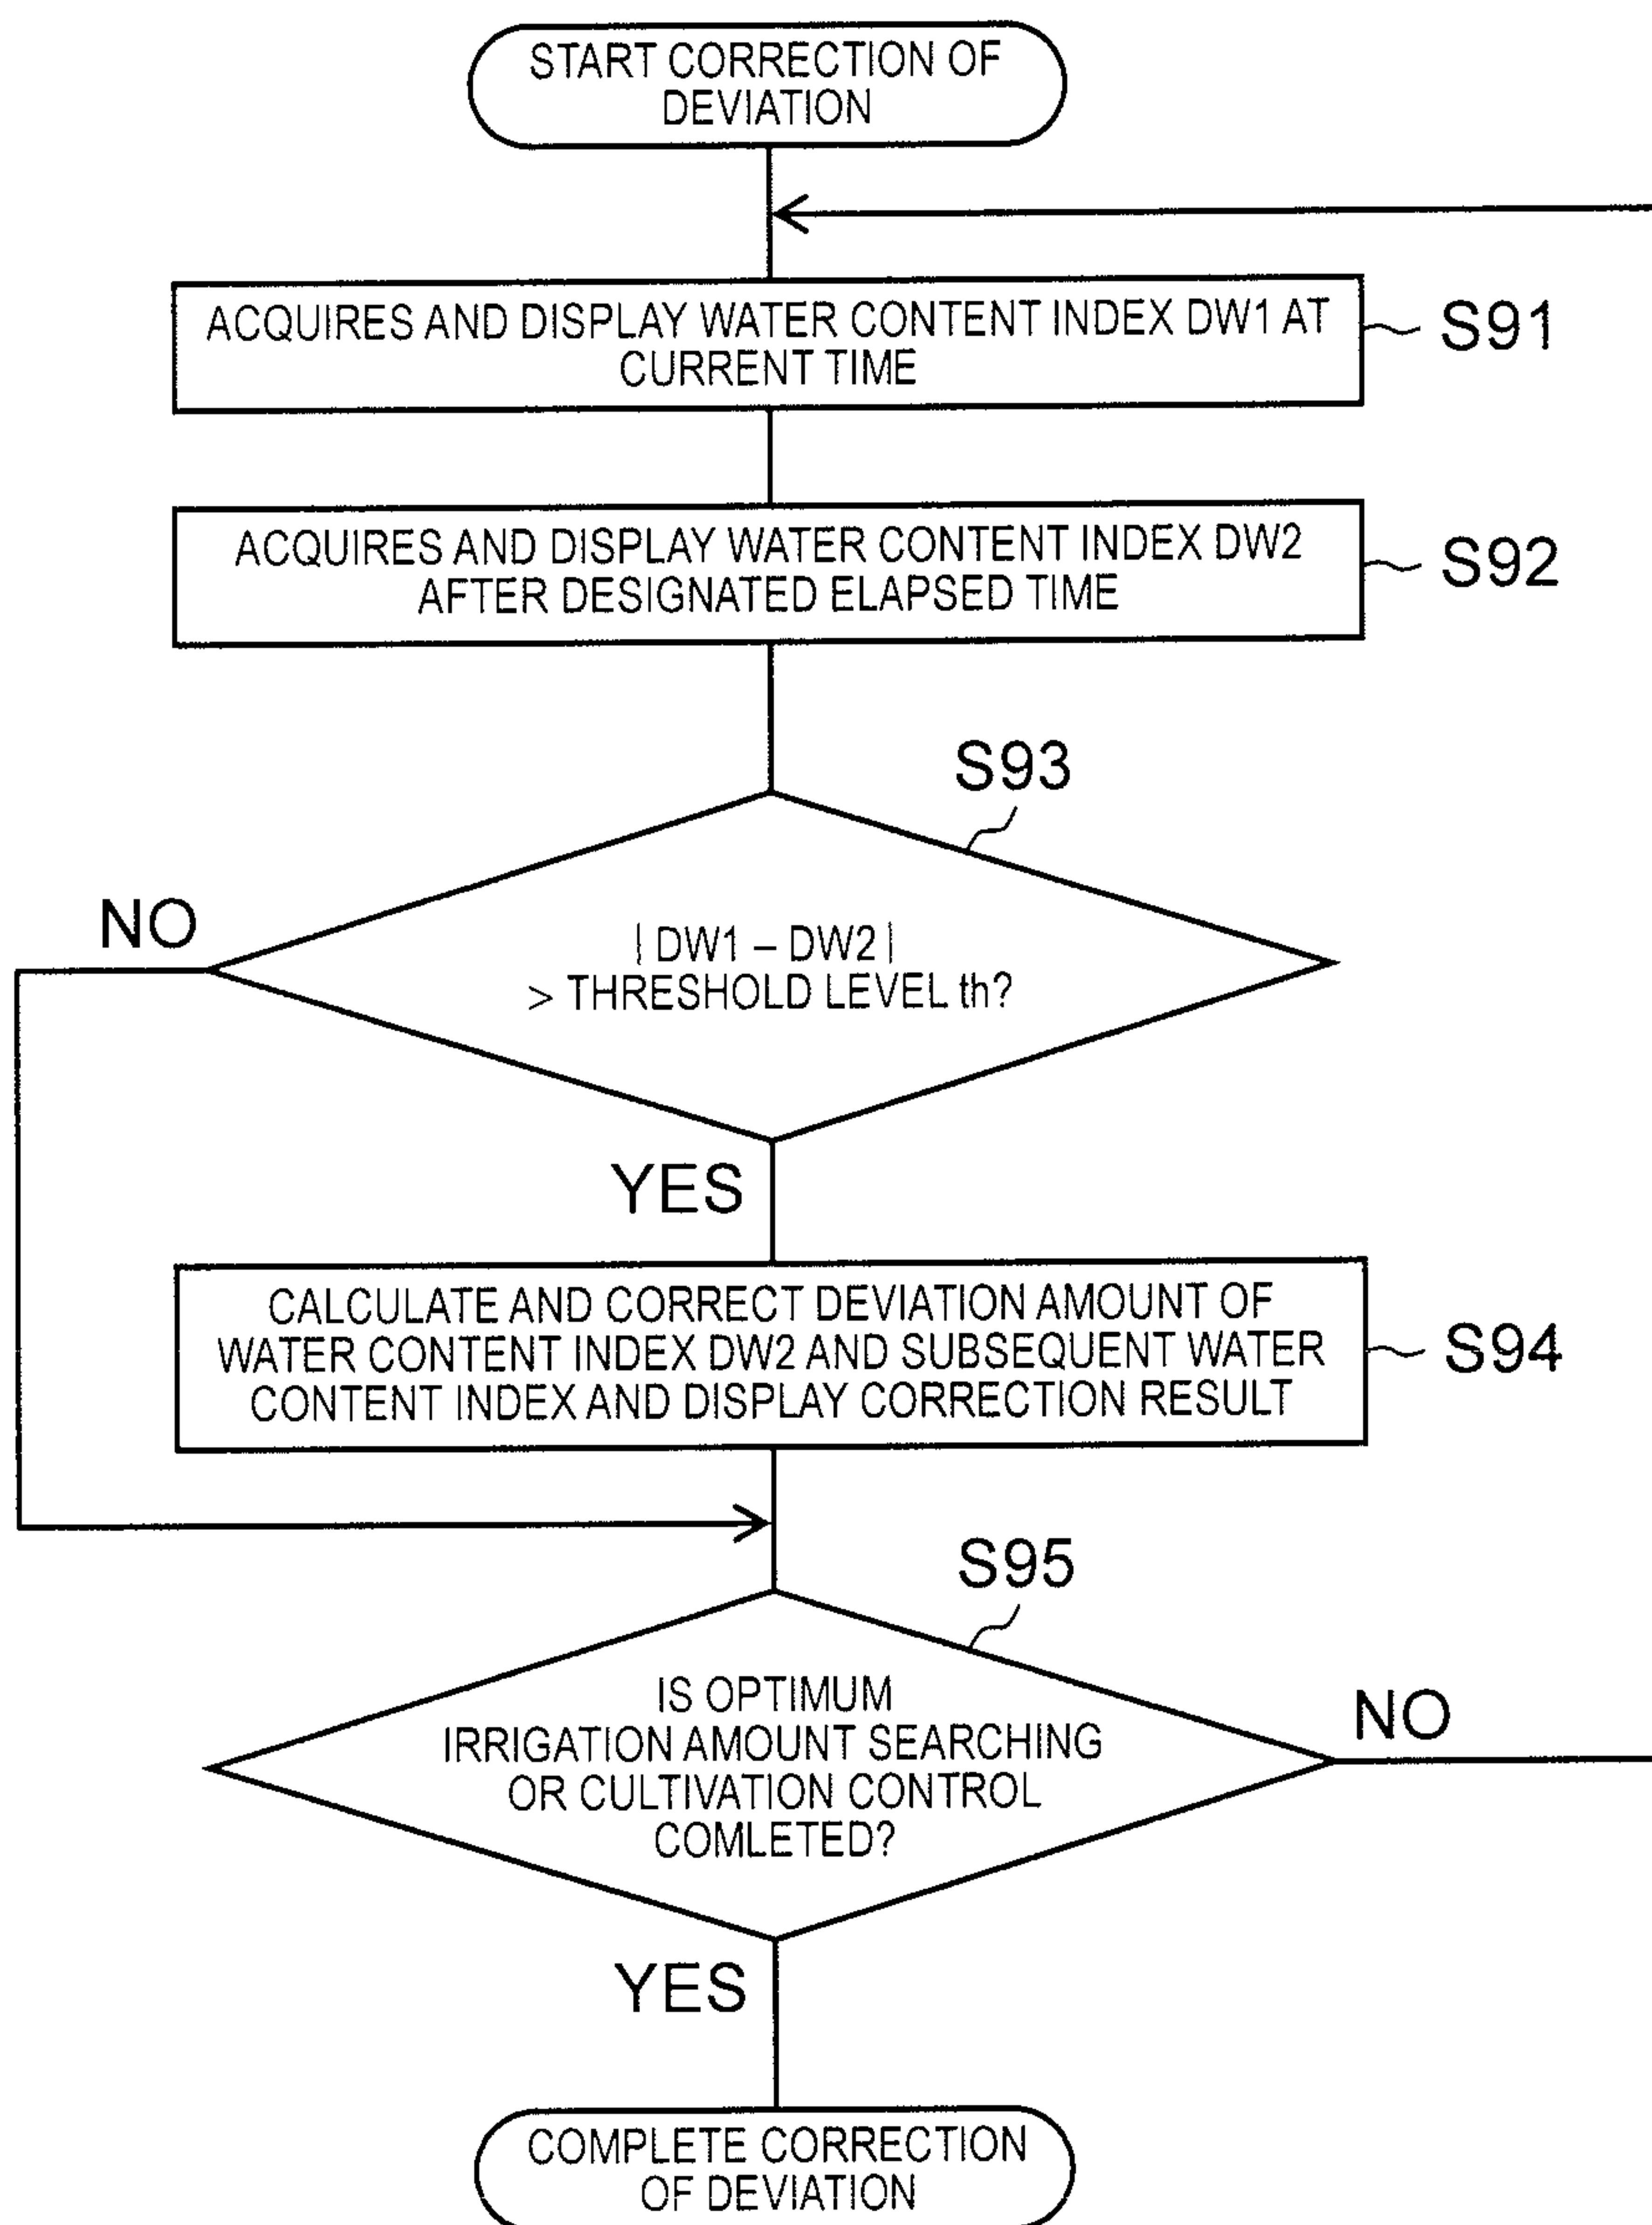 START CORRECTION OF
DEVIATION
ACQUIRES AND DISPLAY WATER CONTENT INDEX DW1 AT
CURRENT TIME
S91
ACQUIRES AND DISPLAY WATER CONTENT INDEX DW2
AFTER DESIGNATED ELAPSED TIME
S92
S93
NO
| DW1 – DW2 |
> THRESHOLD LEVEL th?
YES
CALCULATE AND CORRECT DEVIATION AMOUNT OF
WATER CONTENT INDEX DW2 AND SUBSEQUENT WATER
CONTENT INDEX AND DISPLAY CORRECTION RESULT
S94
S95
IS OPTIMUM
IRRIGATION AMOUNT SEARCHING
OR CULTIVATION CONTROL
COMLETED?
NO
YES
COMPLETE CORRECTION
OF DEVIATION